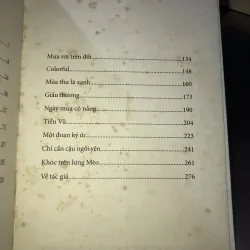 Mưa rơi trên đồi 134
Colorful 148
Mùa thu lá xanh 160
Giáo thương 173
Ngày mưa có nắng 190
Tiểu Vũ 204
Một đoạn ký ức 223
Chỉ cần cậu ngồi yên 241
Khóc trên lưng Mèo 261
Về tác giả 276